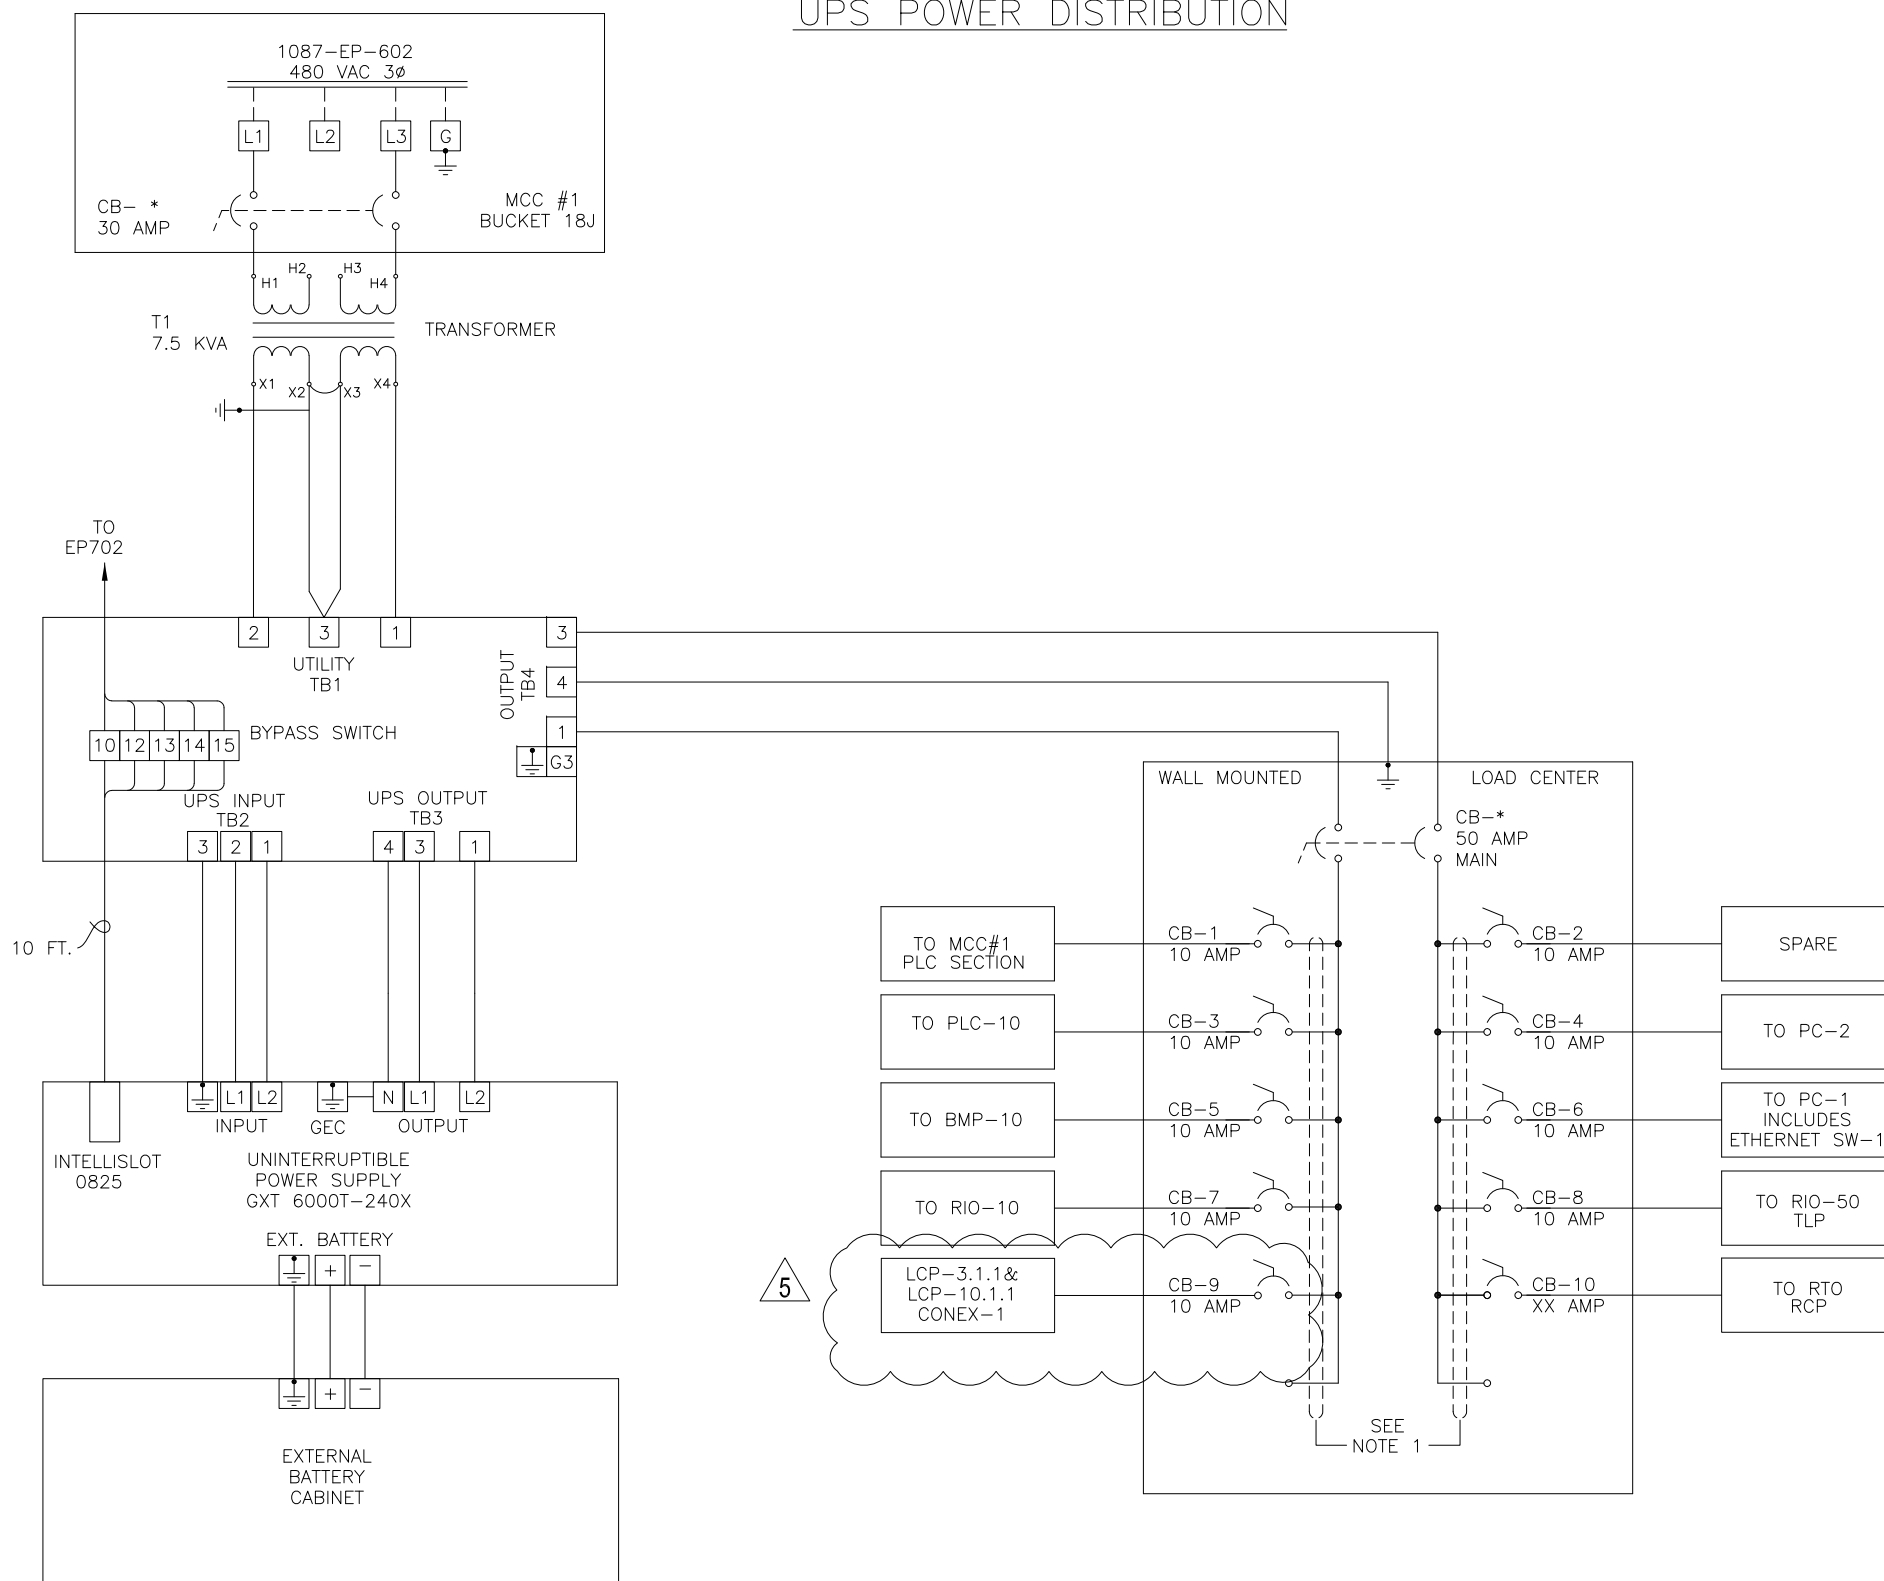 UPS POWER DISTRIBUTION
1087-EP-602
480 VAC 3ø
L1
L2
L3
G
CB- *
30 AMP
MCC #1
BUCKET 18J
H1
H2
H3
H4
T1
7.5 KVA
TRANSFORMER
X1
X2
X3
X4
TO
EP702
2
3
1
UTILITY
TB1
OUTPUT
TB4
3
4
1
G3
10
12
13
14
15
BYPASS SWITCH
UPS INPUT
TB2
3
2
1
UPS OUTPUT
TB3
4
3
1
10 FT.
L1
L2
INPUT
GEC
N
L1
L2
OUTPUT
INTELLISLOT
0825
UNINTERRUPTIBLE
POWER SUPPLY
GXT 6000T-240X
EXT. BATTERY
+
-
+
-
EXTERNAL
BATTERY
CABINET
WALL MOUNTED
LOAD CENTER
CB-*
50 AMP
MAIN
TO MCC#1
PLC SECTION
CB-1
10 AMP
CB-2
10 AMP
SPARE
TO PLC-10
CB-3
10 AMP
CB-4
10 AMP
TO PC-2
TO BMP-10
CB-5
10 AMP
CB-6
10 AMP
TO PC-1
INCLUDES
ETHERNET SW-1
TO RIO-10
CB-7
10 AMP
CB-8
10 AMP
TO RIO-50
TLP
5
LCP-3.1.1&
LCP-10.1.1
CONEX-1
CB-9
10 AMP
CB-10
XX AMP
TO RTO
RCP
SEE
NOTE 1